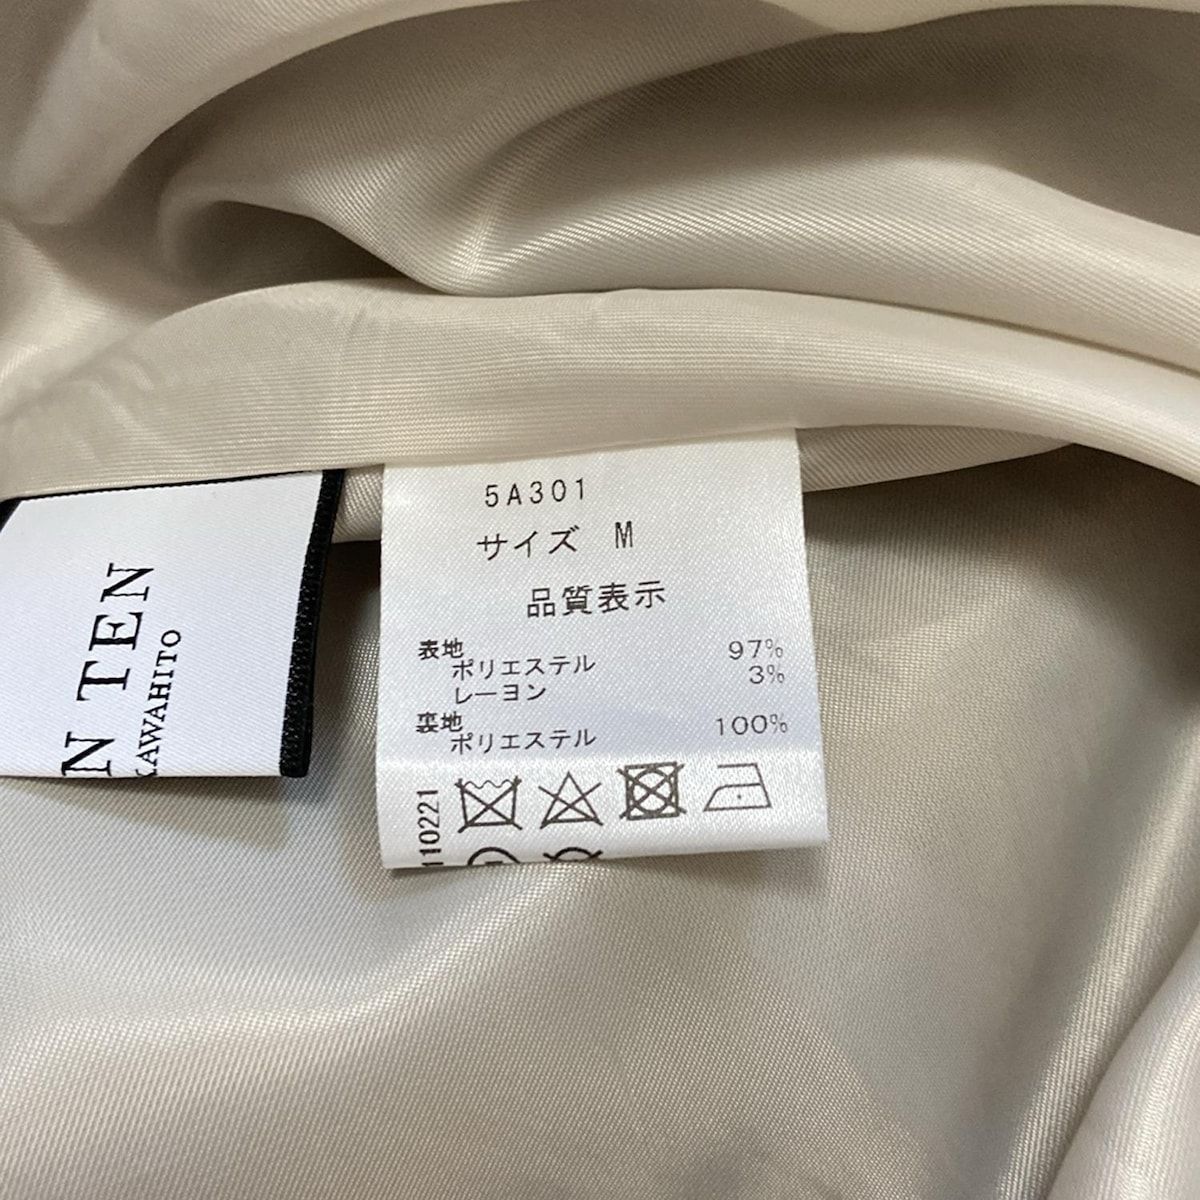 5A301
サイズ M
品質表示
表地
ポリエステル 97%
レーヨン 3%
裏地
ポリエステル 100%
110221
N TEN
KAWAHITO